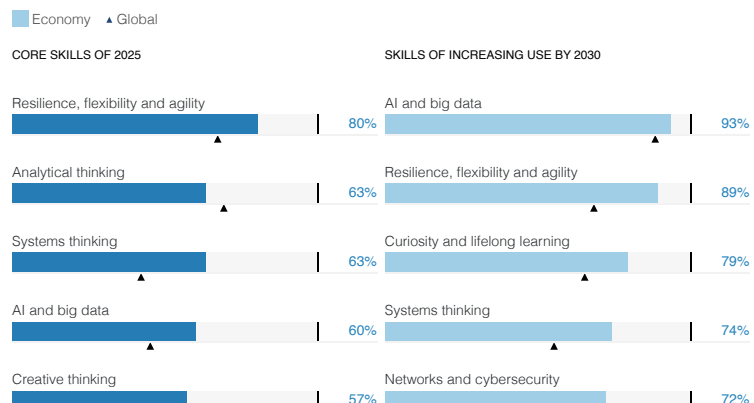 Economy Global
CORE SKILLS OF 2025
Resilience, flexibility and agility
80%
Analytical thinking
63%
Systems thinking
63%
AI and big data
60%
Creative thinking
57%
SKILLS OF INCREASING USE BY 2030
AI and big data
93%
Resilience, flexibility and agility
89%
Curiosity and lifelong learning
79%
Systems thinking
74%
Networks and cybersecurity
72%